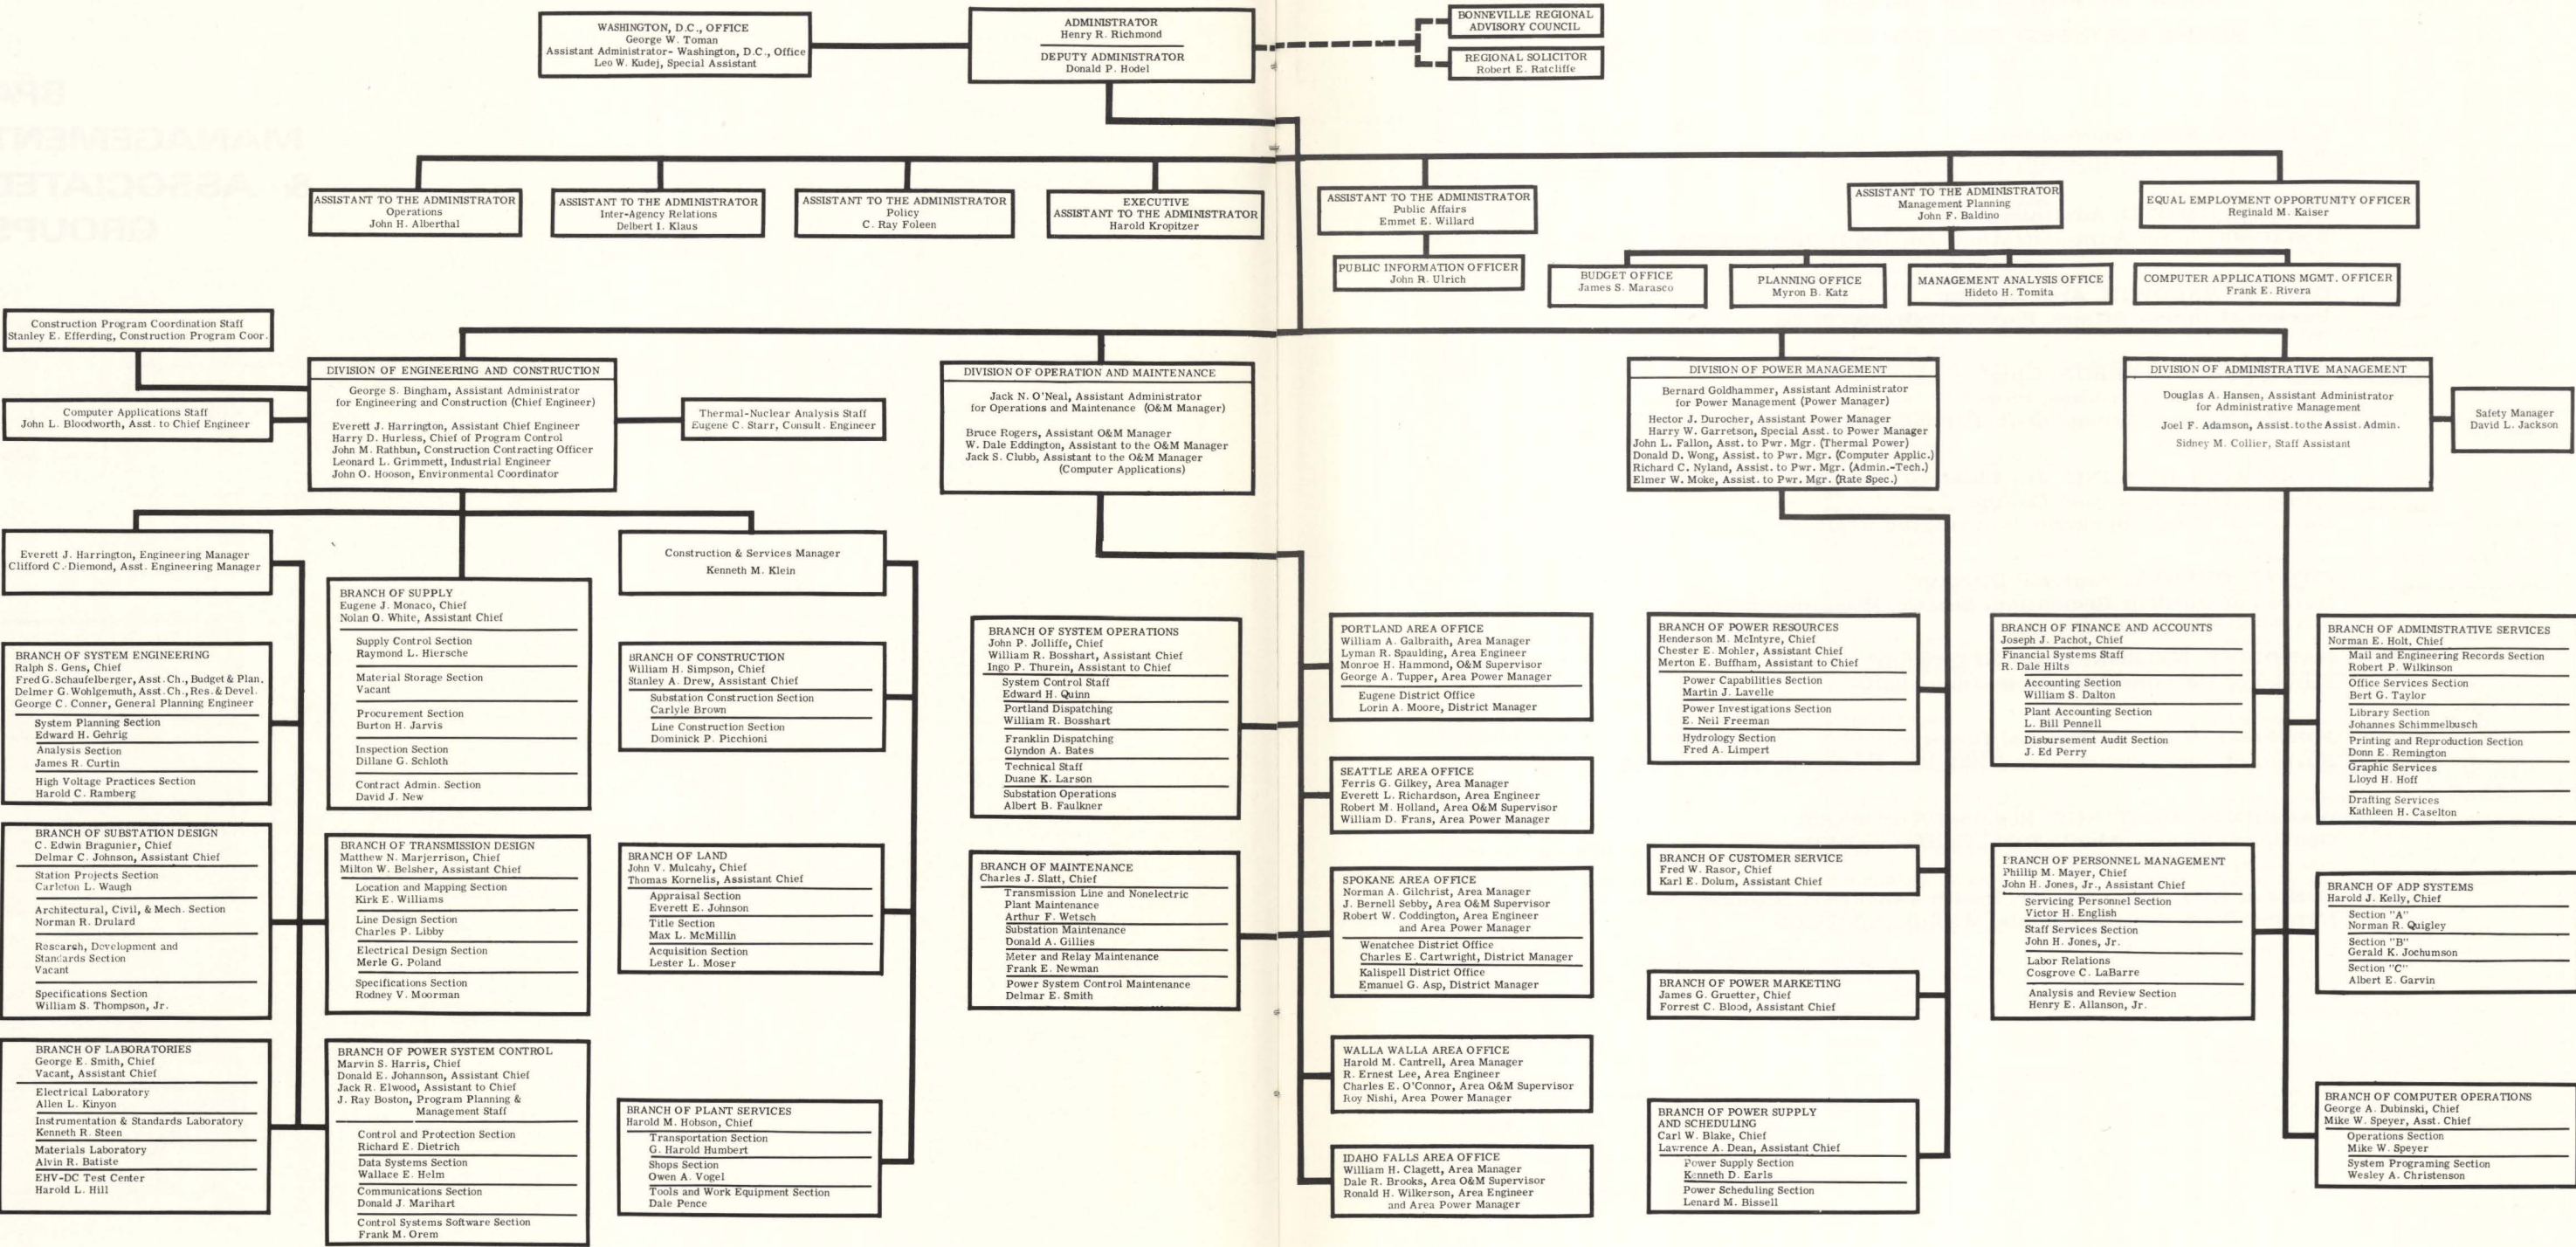 WASHINGTON, D.C., OFFICE
George W. Toman
Assistant Administrator- Washington, D.C., Office
Leo W. Kudej, Special Assistant
ADMINISTRATOR
Henry R. Richmond
DEPUTY ADMINISTRATOR
Donald P. Hodel
BONNEVILLE REGIONAL
ADVISORY COUNCIL
REGIONAL SOLICITOR
Robert E. Ratcliffe
ASSISTANT TO THE ADMINISTRATOR
Operations
John H. Alberthal
ASSISTANT TO THE ADMINISTRATOR
Inter-Agency Relations
Delbert I. Klaus
ASSISTANT TO THE ADMINISTRATOR
Policy
C. Ray Foleen
EXECUTIVE
ASSISTANT TO THE ADMINISTRATOR
Harold Kropitzer
ASSISTANT TO THE ADMINISTRATOR
Public Affairs
Emmet E. Willard
ASSISTANT TO THE ADMINISTRATOR
Management Planning
John F. Baldino
EQUAL EMPLOYMENT OPPORTUNITY OFFICER
Reginald M. Kaiser
PUBLIC INFORMATION OFFICER
John R. Ulrich
BUDGET OFFICE
James S. Marasco
PLANNING OFFICE
Myron B. Katz
MANAGEMENT ANALYSIS OFFICE
Hideto H. Tomita
COMPUTER APPLICATIONS MGMT. OFFICER
Frank E. Rivera
Construction Program Coordination Staff
Stanley E. Efferding, Construction Program Coor.
Computer Applications Staff
John L. Bloodworth, Asst. to Chief Engineer
DIVISION OF ENGINEERING AND CONSTRUCTION
George S. Bingham, Assistant Administrator
for Engineering and Construction (Chief Engineer)
Everett J. Harrington, Assistant Chief Engineer
Harry D. Hurless, Chief of Program Control
John M. Rathbun, Construction Contracting Officer
Leonard L. Grimmett, Industrial Engineer
John O. Hooson, Environmental Coordinator
Thermal-Nuclear Analysis Staff
Eugene C. Starr, Consult. Engineer
DIVISION OF OPERATION AND MAINTENANCE
Jack N. O'Neal, Assistant Administrator
for Operations and Maintenance (O&M Manager)
Bruce Rogers, Assistant O&M Manager
W. Dale Eddington, Assistant to the O&M Manager
Jack S. Clubb, Assistant to the O&M Manager
(Computer Applications)
DIVISION OF POWER MANAGEMENT
Bernard Goldhammer, Assistant Administrator
for Power Management (Power Manager)
Hector J. Durocher, Assistant Power Manager
Harry W. Garretson, Special Asst. to Power Manager
John L. Fallon, Asst. to Pwr. Mgr. (Thermal Power)
Donald D. Wong, Assist. to Pwr. Mgr. (Computer Applic.)
Richard C. Nyland, Assist. to Pwr. Mgr. (Admin.-Tech.)
Elmer W. Moke, Assist. to Pwr. Mgr. (Rate Spec.)
DIVISION OF ADMINISTRATIVE MANAGEMENT
Douglas A. Hansen, Assistant Administrator
for Administrative Management
Joel F. Adamson, Assist. to the Assist. Admin.
Sidney M. Collier, Staff Assistant
Safety Manager
David L. Jackson
Everett J. Harrington, Engineering Manager
Clifford C. Diemond, Asst. Engineering Manager
Construction & Services Manager
Kenneth M. Klein
BRANCH OF SYSTEM ENGINEERING
Ralph S. Gens, Chief
Fred G. Schaufelberger, Asst. Ch., Budget & Plan.
Delmer G. Wohlgemuth, Asst. Ch., Res. & Devel.
George C. Conner, General Planning Engineer
System Planning Section
Edward H. Gehrig
Analysis Section
James R. Curtin
High Voltage Practices Section
Harold C. Ramberg
BRANCH OF SUBSTATION DESIGN
C. Edwin Bragunier, Chief
Delmar C. Johnson, Assistant Chief
Station Projects Section
Carleton L. Waugh
Architectural, Civil, & Mech. Section
Norman R. Drulard
Research, Development and
Standards Section
Vacant
Specifications Section
William S. Thompson, Jr.
BRANCH OF LABORATORIES
George E. Smith, Chief
Vacant, Assistant Chief
Electrical Laboratory
Allen L. Kinyon
Instrumentation & Standards Laboratory
Kenneth R. Steen
Materials Laboratory
Alvin R. Batiste
EHV-DC Test Center
Harold L. Hill
BRANCH OF SUPPLY
Eugene J. Monaco, Chief
Nolan O. White, Assistant Chief
Supply Control Section
Raymond L. Hiersche
Material Storage Section
Vacant
Procurement Section
Burton H. Jarvis
Inspection Section
Dillane G. Schloth
Contract Admin. Section
David J. New
BRANCH OF TRANSMISSION DESIGN
Matthew N. Marjerrison, Chief
Milton W. Belsher, Assistant Chief
Location and Mapping Section
Kirk E. Williams
Line Design Section
Charles P. Libby
Electrical Design Section
Merle G. Poland
Specifications Section
Rodney V. Moorman
BRANCH OF POWER SYSTEM CONTROL
Marvin S. Harris, Chief
Donald E. Johannson, Assistant Chief
Jack R. Elwood, Assistant to Chief
J. Ray Boston, Program Planning &
Management Staff
Control and Protection Section
Richard E. Dietrich
Data Systems Section
Wallace E. Helm
Communications Section
Donald J. Marihart
Control Systems Software Section
Frank M. Orem
BRANCH OF CONSTRUCTION
William H. Simpson, Chief
Stanley A. Drew, Assistant Chief
Substation Construction Section
Carlyle Brown
Line Construction Section
Dominick P. Picchioni
BRANCH OF LAND
John V. Mulcahy, Chief
Thomas Kornelis, Assistant Chief
Appraisal Section
Everett E. Johnson
Title Section
Max L. McMillin
Acquisition Section
Lester L. Moser
BRANCH OF PLANT SERVICES
Harold M. Hobson, Chief
Transportation Section
G. Harold Humbert
Shops Section
Owen A. Vogel
Tools and Work Equipment Section
Dale Pence
BRANCH OF SYSTEM OPERATIONS
John P. Jolliffe, Chief
William R. Bosshart, Assistant Chief
Ingo P. Thurein, Assistant to Chief
System Control Staff
Edward H. Quinn
Portland Dispatching
William R. Bosshart
Franklin Dispatching
Glyndon A. Bates
Technical Staff
Duane K. Larson
Substation Operations
Albert B. Faulkner
BRANCH OF MAINTENANCE
Charles J. Slatt, Chief
Transmission Line and Nonelectric
Plant Maintenance
Arthur F. Wetsch
Substation Maintenance
Donald A. Gillies
Meter and Relay Maintenance
Frank E. Newman
Power System Control Maintenance
Delmar E. Smith
PORTLAND AREA OFFICE
William A. Galbraith, Area Manager
Lyman R. Spaulding, Area Engineer
Monroe H. Hammond, O&M Supervisor
George A. Tupper, Area Power Manager
Eugene District Office
Lorin A. Moore, District Manager
SEATTLE AREA OFFICE
Ferris G. Gilkey, Area Manager
Everett L. Richardson, Area Engineer
Robert M. Holland, Area O&M Supervisor
William D. Frans, Area Power Manager
SPOKANE AREA OFFICE
Norman A. Gilchrist, Area Manager
J. Bernell Sebby, Area O&M Supervisor
Robert W. Coddington, Area Engineer
and Area Power Manager
Wenatchee District Office
Charles E. Cartwright, District Manager
Kalispell District Office
Emanuel G. Asp, District Manager
WALLA WALLA AREA OFFICE
Harold M. Cantrell, Area Manager
R. Ernest Lee, Area Engineer
Charles E. O'Connor, Area O&M Supervisor
Roy Nishi, Area Power Manager
IDAHO FALLS AREA OFFICE
William H. Clagett, Area Manager
Dale R. Brooks, Area O&M Supervisor
Ronald H. Wilkerson, Area Engineer
and Area Power Manager
BRANCH OF POWER RESOURCES
Henderson M. McIntyre, Chief
Chester E. Mohler, Assistant Chief
Merton E. Buffham, Assistant to Chief
Power Capabilities Section
Martin J. Lavelle
Power Investigations Section
E. Neil Freeman
Hydrology Section
Fred A. Limpert
BRANCH OF CUSTOMER SERVICE
Fred W. Rasor, Chief
Karl E. Dolum, Assistant Chief
BRANCH OF POWER MARKETING
James G. Gruetter, Chief
Forrest C. Blood, Assistant Chief
BRANCH OF POWER SUPPLY
AND SCHEDULING
Carl W. Blake, Chief
Lawrence A. Dean, Assistant Chief
Power Supply Section
Kenneth D. Earls
Power Scheduling Section
Lenard M. Bissell
BRANCH OF FINANCE AND ACCOUNTS
Joseph J. Pachot, Chief
Financial Systems Staff
R. Dale Hilts
Accounting Section
William S. Dalton
Plant Accounting Section
L. Bill Pennell
Disbursement Audit Section
J. Ed Perry
BRANCH OF PERSONNEL MANAGEMENT
Phillip M. Mayer, Chief
John H. Jones, Jr., Assistant Chief
Servicing Personnel Section
Victor H. English
Staff Services Section
John H. Jones, Jr.
Labor Relations
Cosgrove C. LaBarre
Analysis and Review Section
Henry E. Allanson, Jr.
BRANCH OF ADMINISTRATIVE SERVICES
Norman E. Holt, Chief
Mail and Engineering Records Section
Robert P. Wilkinson
Office Services Section
Bert G. Taylor
Library Section
Johannes Schimmelbusch
Printing and Reproduction Section
Donn E. Remington
Graphic Services
Lloyd H. Hoff
Drafting Services
Kathleen H. Caselton
BRANCH OF ADP SYSTEMS
Harold J. Kelly, Chief
Section "A"
Norman R. Quigley
Section "B"
Gerald K. Jochumson
Section "C"
Albert E. Garvin
BRANCH OF COMPUTER OPERATIONS
George A. Dubinski, Chief
Mike W. Speyer, Asst. Chief
Operations Section
Mike W. Speyer
System Programing Section
Wesley A. Christenson